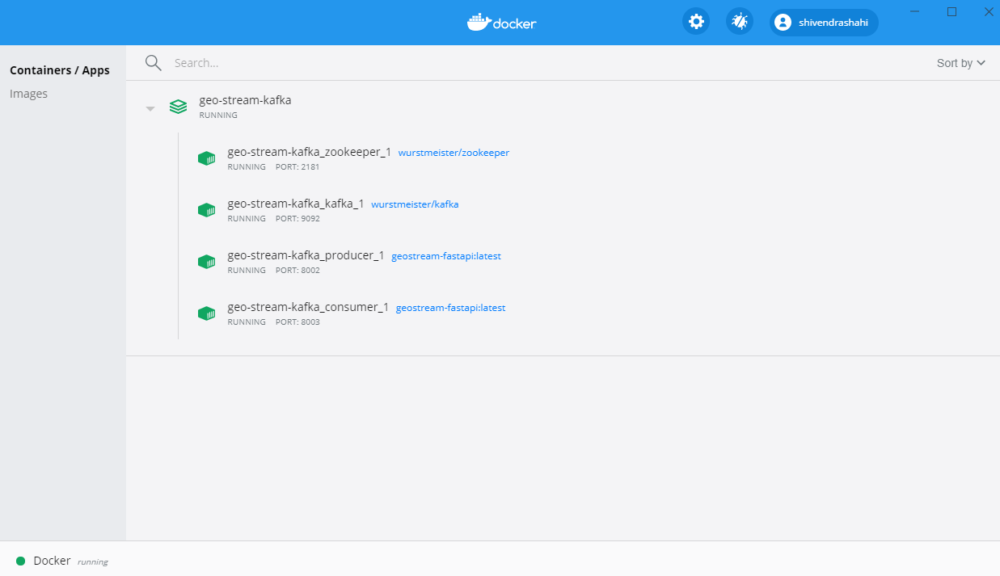 docker
shivendrashahi
Containers / Apps
Images
Search...
Sort by
geo-stream-kafka
RUNNING
geo-stream-kafka_zookeeper_1 wurstmeister/zookeeper
RUNNING PORT: 2181
geo-stream-kafka_kafka_1 wurstmeister/kafka
RUNNING PORT: 9092
geo-stream-kafka_producer_1 geostream-fastapi:latest
RUNNING PORT: 8002
geo-stream-kafka_consumer_1 geostream-fastapi:latest
RUNNING PORT: 8003
Docker running